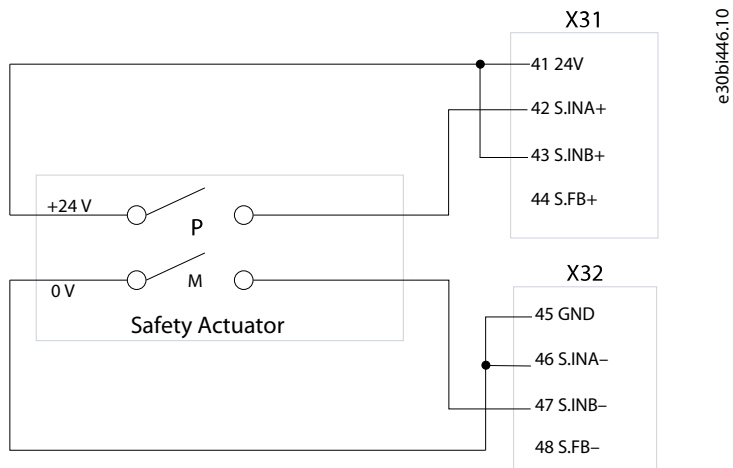 X31
41 24V
42 S.INA+
43 S.INB+
44 S.FB+
+24 V
P
0 V
M
Safety Actuator
X32
45 GND
46 S.INA–
47 S.INB–
48 S.FB–
e30bi446.10